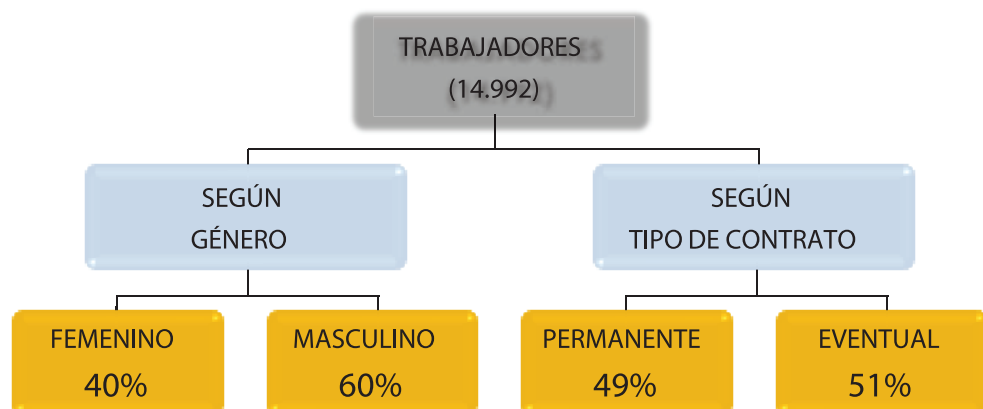 TRABAJADORES
(14.992)
SEGÚN
GÉNERO
SEGÚN
TIPO DE CONTRATO
FEMENINO
40%
MASCULINO
60%
PERMANENTE
49%
EVENTUAL
51%